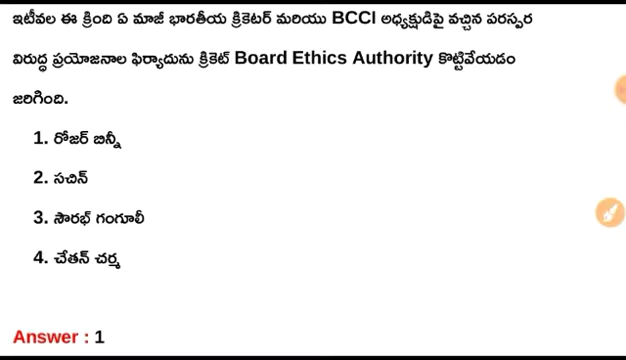 ఇటీవల ఈ క్రింది ఏ మాజీ భారతీయ క్రికెటర్ మరియు BCCI అధ్యక్షుడిపై వచ్చిన పరస్పర
విరుద్ధ ప్రయోజనాల ఫిర్యాదును క్రికెట్ Board Ethics Authority కొట్టివేయడం
జరిగింది.
1. రోజర్ బిన్నీ
2. సచిన్
3. సౌరభ్ గంగూలీ
4. చేతన్ చర్మ
Answer : 1